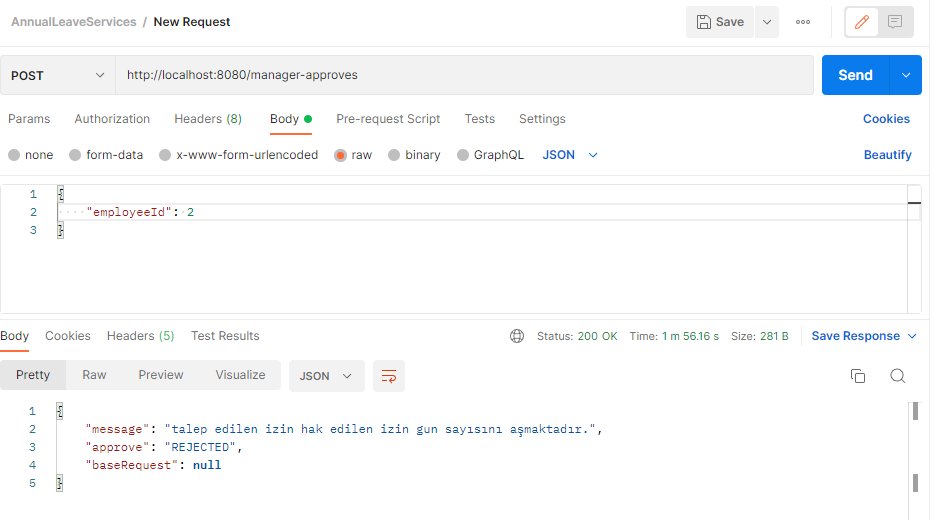 AnnualLeaveServices / New Request
Save
POST
http://localhost:8080/manager-approves
Send
Params Authorization Headers (8) Body Pre-request Script Tests Settings Cookies
none form-data x-www-form-urlencoded raw binary GraphQL JSON Beautify
1 {
2 "employeeId": 2
3 }
Body Cookies Headers (5) Test Results Status: 200 OK Time: 1 m 56.16 s Size: 281 B Save Response
Pretty Raw Preview Visualize JSON
1 {
2 "message": "talep edilen izin hak edilen izin gun sayısını aşmaktadır.",
3 "approve": "REJECTED",
4 "baseRequest": null
5 }